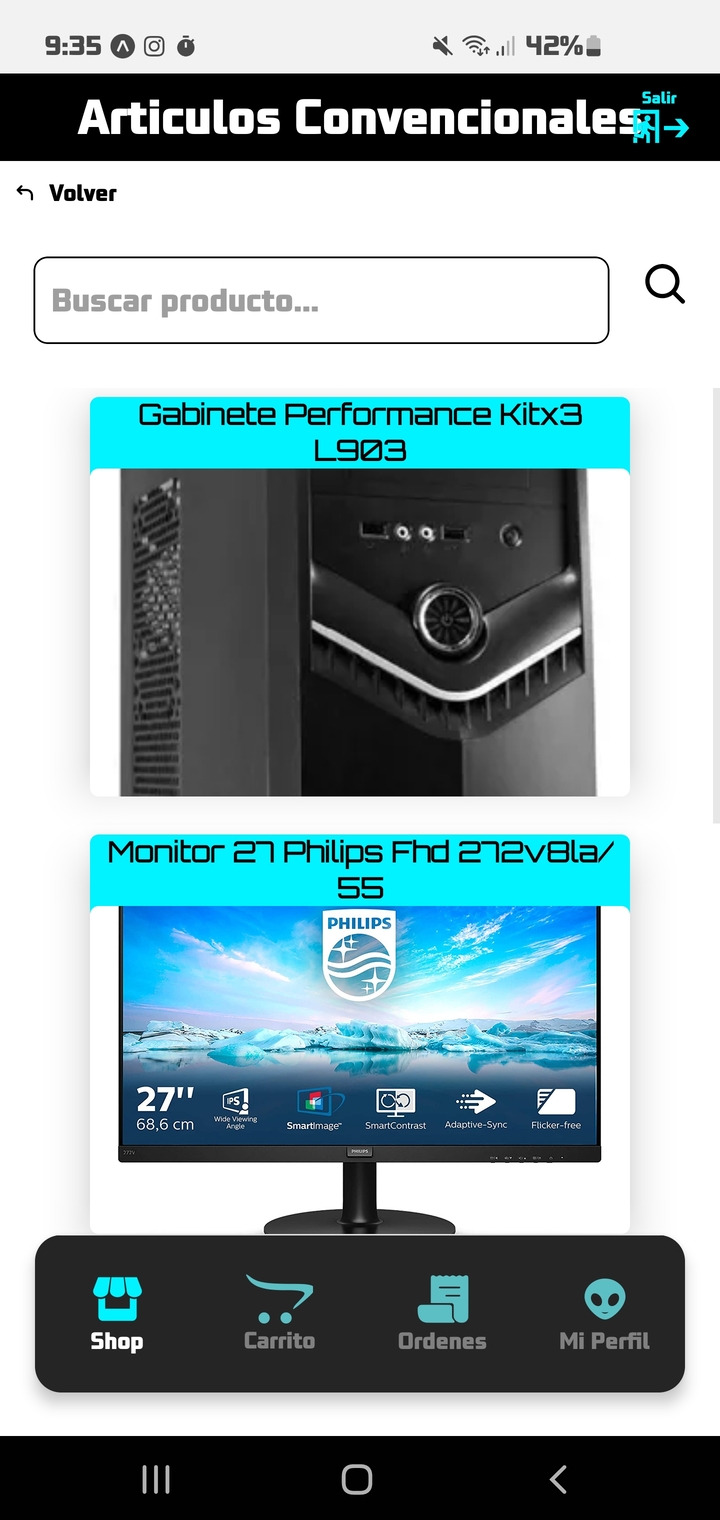 9:35
42%
Articulos Convencionales
Salir
Volver
Buscar producto...
Gabinete Performance Kitx3
L903
Monitor 27 Philips Fhd 272v8la/
55
PHILIPS
27''
68,6 cm
IPS
Wide Viewing
Angle
SmartImage™
SmartContrast
Adaptive-Sync
Flicker-free
272V
PHILIPS
Shop
Carrito
Ordenes
Mi Perfil